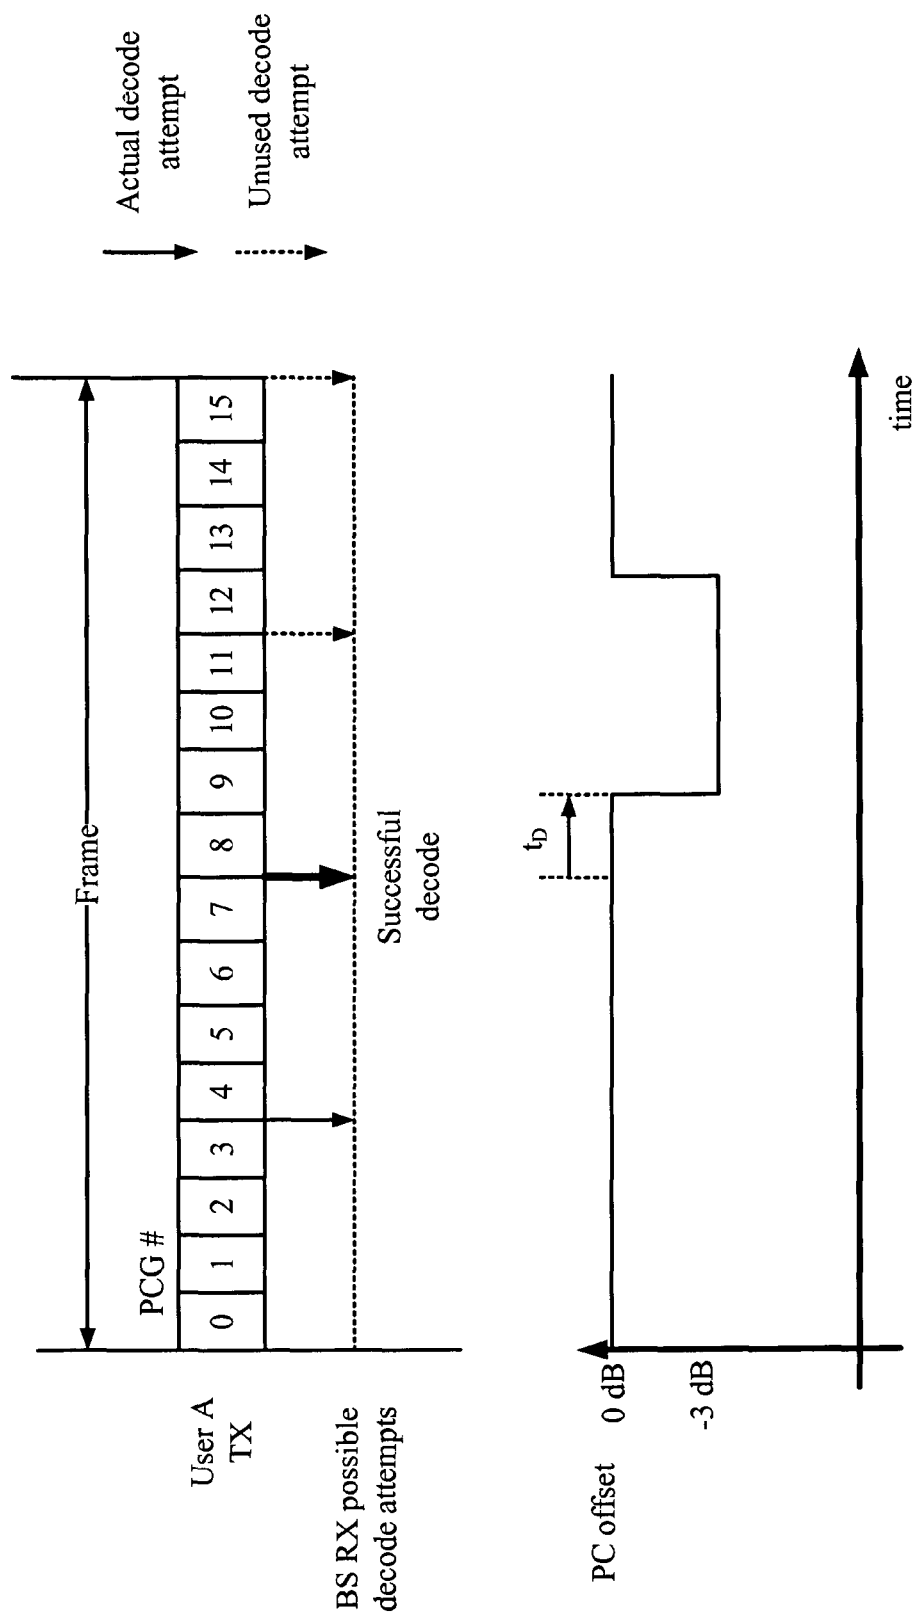 Frame
Actual decode
attempt
Unused decode
attempt
PCG #
User A
TX
0 1 2 3 4 5 6 7 8 9 10 11 12 13 14 15
BS RX possible
decode attempts
Successful
decode
tD
PC offset
0 dB
-3 dB
time